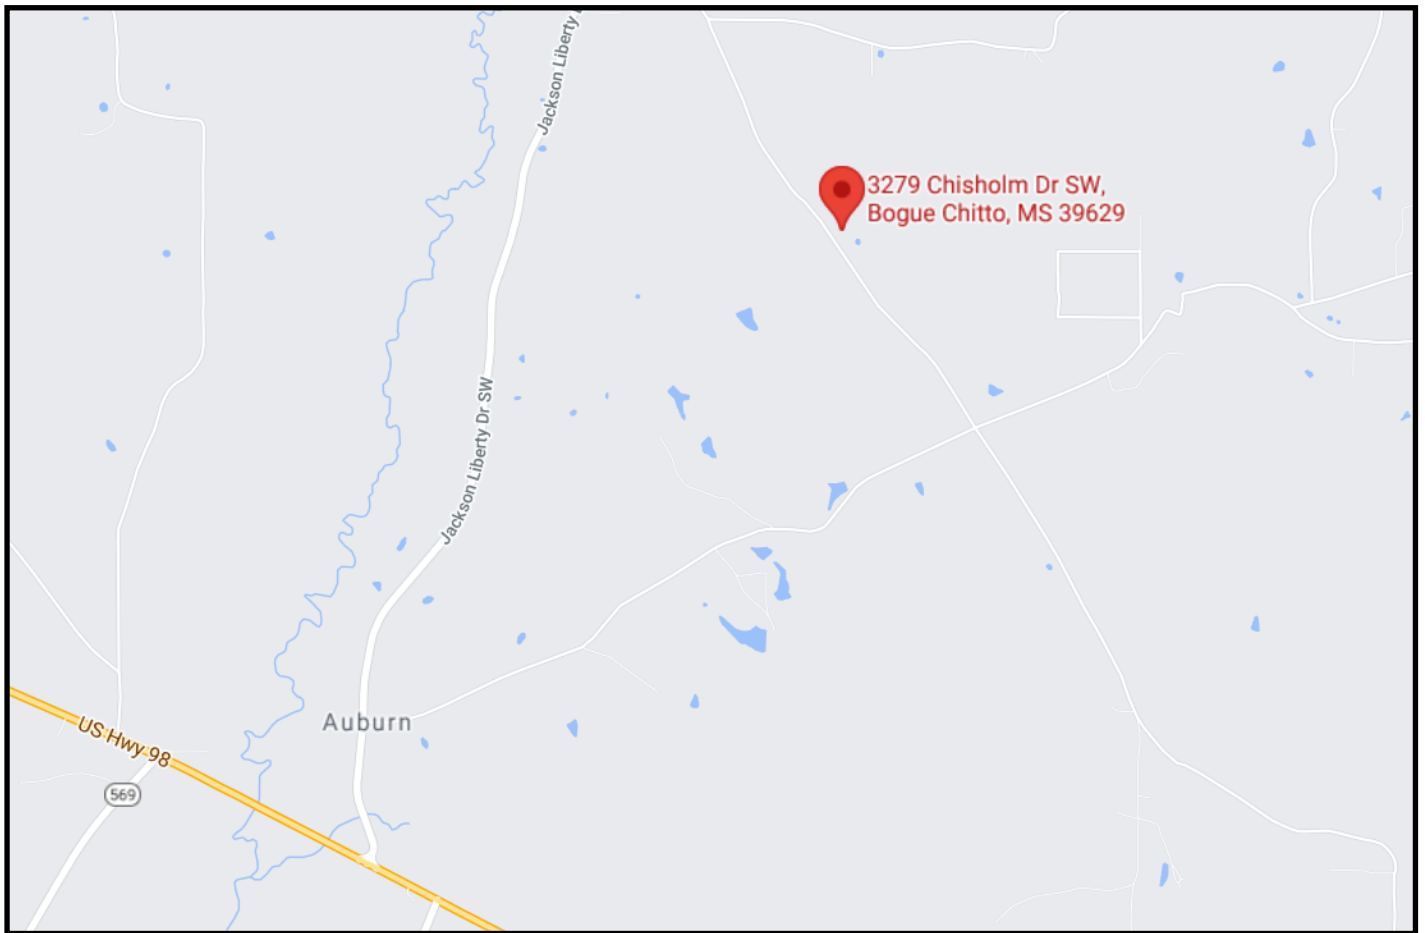 Jackson Liberty
3279 Chisholm Dr SW,
Bogue Chitto, MS 39629
Jackson Liberty Dr SW
Auburn
US Hwy 98
569